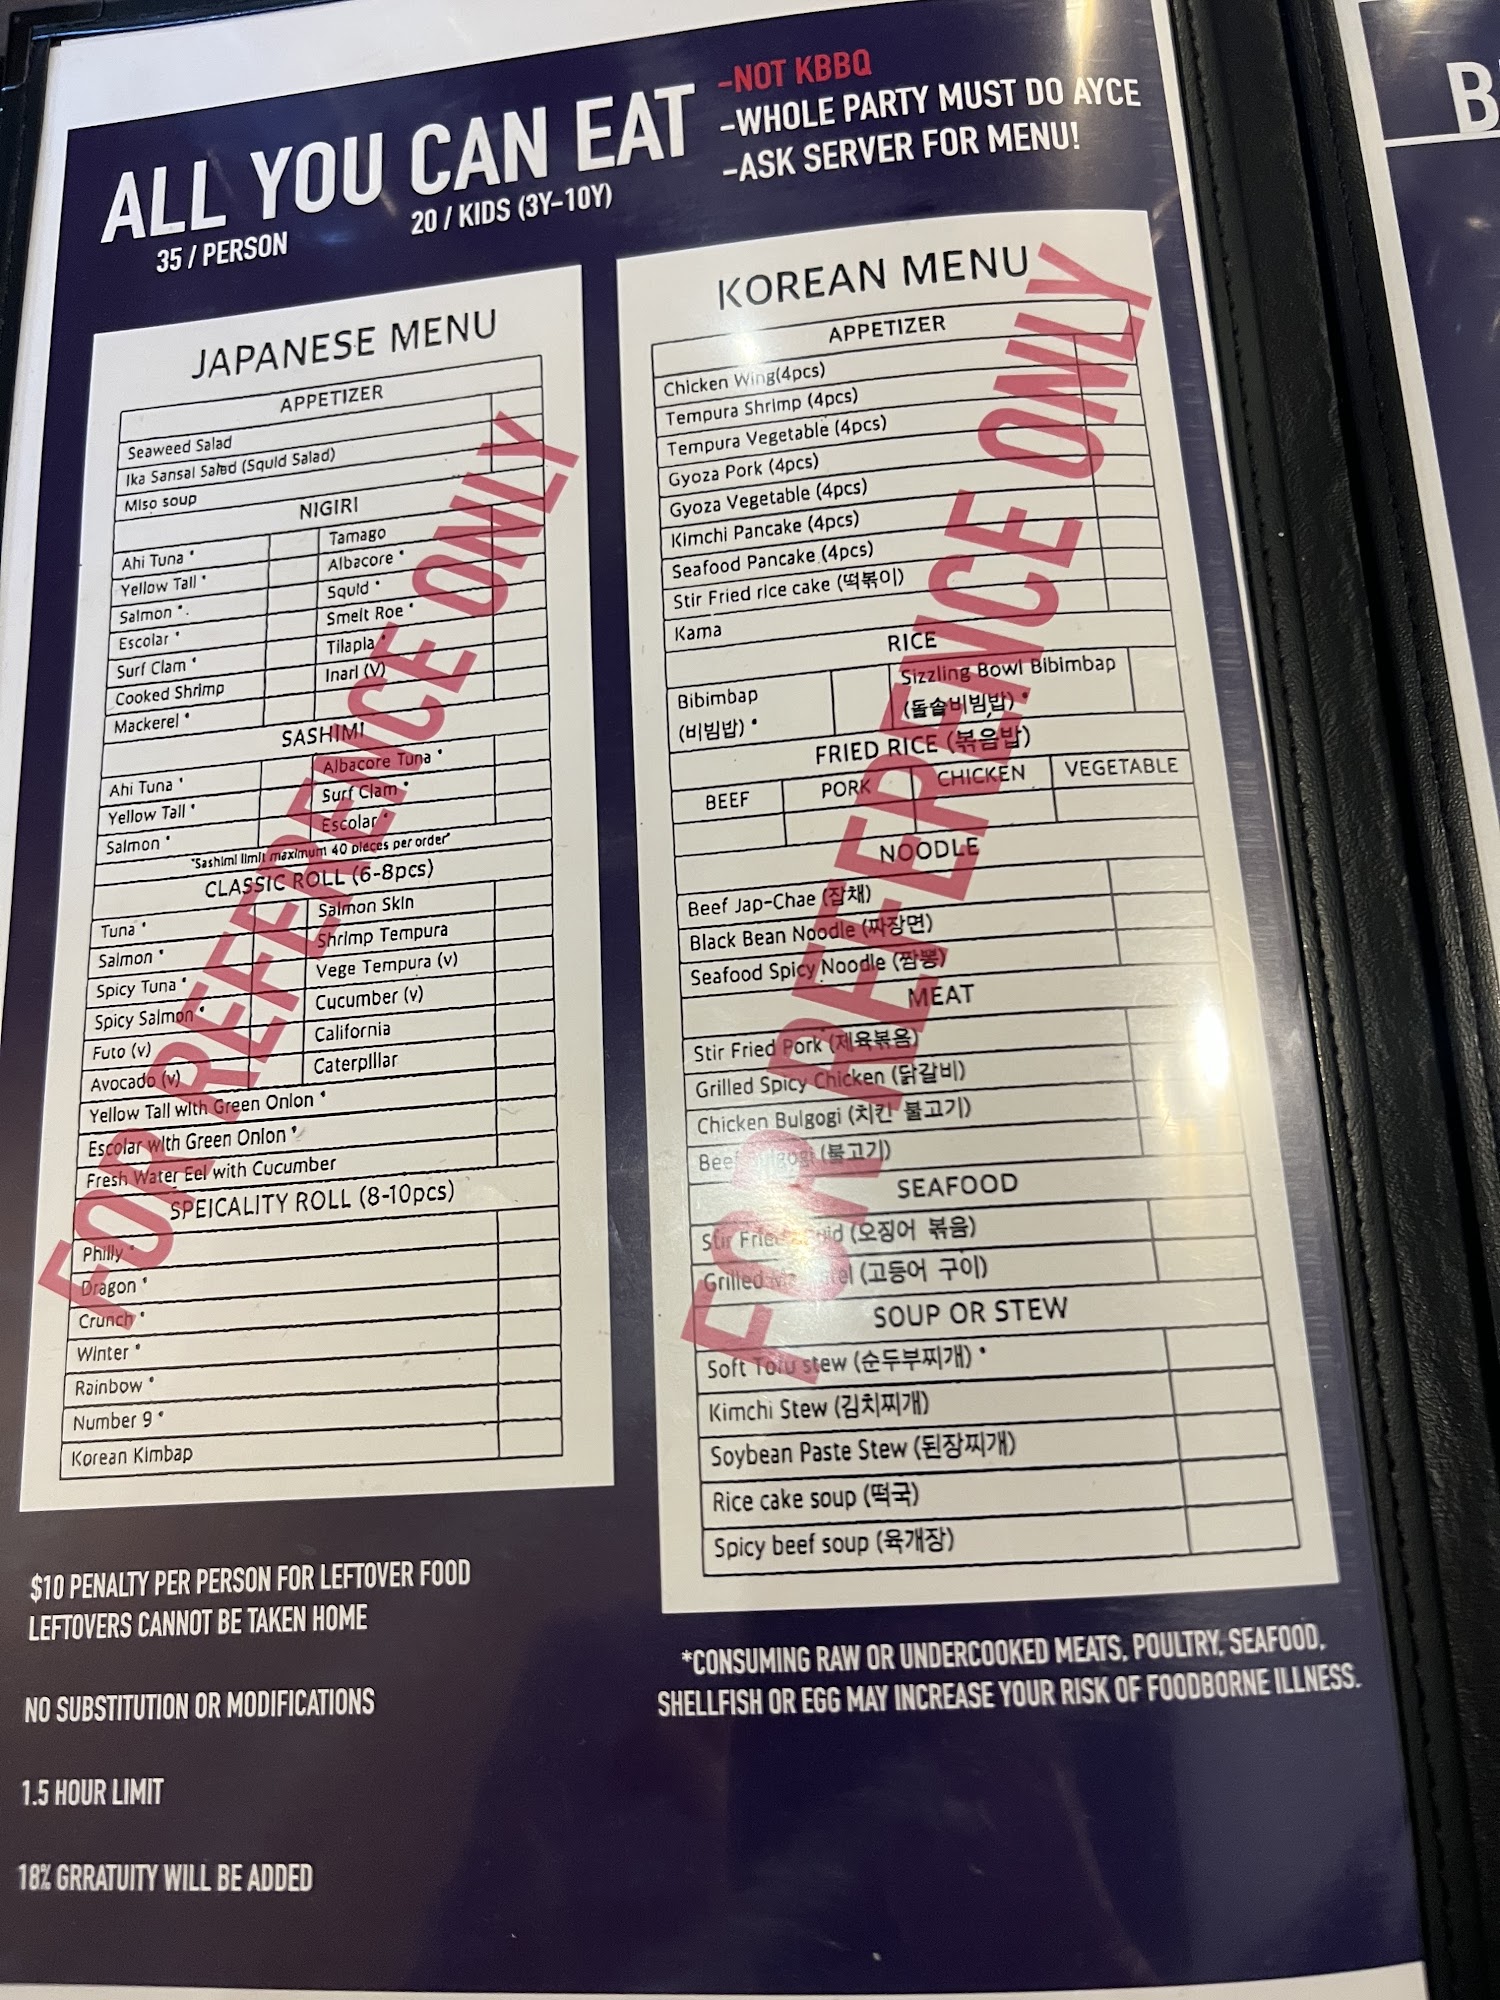 ALL YOU CAN EAT
35 / PERSON
20 / KIDS (3Y-10Y)
-NOT KBBQ
-WHOLE PARTY MUST DO AYCE
-ASK SERVER FOR MENU!
JAPANESE MENU
APPETIZER
Seaweed Salad
Ika Sansai Salad (Squid Salad)
Miso soup
NIGIRI
Ahi Tuna * Tamago
Yellow Tail * Albacore *
Salmon * Squid *
Escolar * Smelt Roe *
Surf Clam * Tilapia *
Cooked Shrimp Inari (V)
Mackerel *
SASHIMI
Ahi Tuna * Albacore Tuna *
Yellow Tail * Surf Clam *
Salmon * Escolar *
*Sashimi limit maximum 40 pieces per order*
CLASSIC ROLL (6-8pcs)
Tuna * Salmon Skin
Salmon * Shrimp Tempura
Spicy Tuna * Vege Tempura (v)
Spicy Salmon * Cucumber (v)
Futo (v) California
Avocado (v) Caterpillar
Yellow Tail with Green Onion *
Escolar with Green Onion *
Fresh Water Eel with Cucumber
SPEICALITY ROLL (8-10pcs)
Philly *
Dragon *
Crunch *
Winter *
Rainbow *
Number 9 *
Korean Kimbap
FOR REFERENCE ONLY
KOREAN MENU
APPETIZER
Chicken Wing(4pcs)
Tempura Shrimp (4pcs)
Tempura Vegetable (4pcs)
Gyoza Pork (4pcs)
Gyoza Vegetable (4pcs)
Kimchi Pancake (4pcs)
Seafood Pancake (4pcs)
Stir Fried rice cake (떡볶이)
Kama
RICE
Bibimbap Sizzling Bowl Bibimbap
(비빔밥) * (돌솥비빔밥) *
FRIED RICE (볶음밥)
BEEF PORK CHICKEN VEGETABLE
NOODLE
Beef Jap-Chae (잡채)
Black Bean Noodle (짜장면)
Seafood Spicy Noodle (짬뽕)
MEAT
Stir Fried Pork (제육볶음)
Grilled Spicy Chicken (닭갈비)
Chicken Bulgogi (치킨 불고기)
Beef Bulgogi (불고기)
SEAFOOD
Stir Fried Squid (오징어 볶음)
Grilled Mackerel (고등어 구이)
SOUP OR STEW
Soft Tofu stew (순두부찌개) *
Kimchi Stew (김치찌개)
Soybean Paste Stew (된장찌개)
Rice cake soup (떡국)
Spicy beef soup (육개장)
FOR REFERENCE ONLY
$10 PENALTY PER PERSON FOR LEFTOVER FOOD
LEFTOVERS CANNOT BE TAKEN HOME
NO SUBSTITUTION OR MODIFICATIONS
1.5 HOUR LIMIT
18% GRRATUITY WILL BE ADDED
*CONSUMING RAW OR UNDERCOOKED MEATS, POULTRY, SEAFOOD,
SHELLFISH OR EGG MAY INCREASE YOUR RISK OF FOODBORNE ILLNESS.